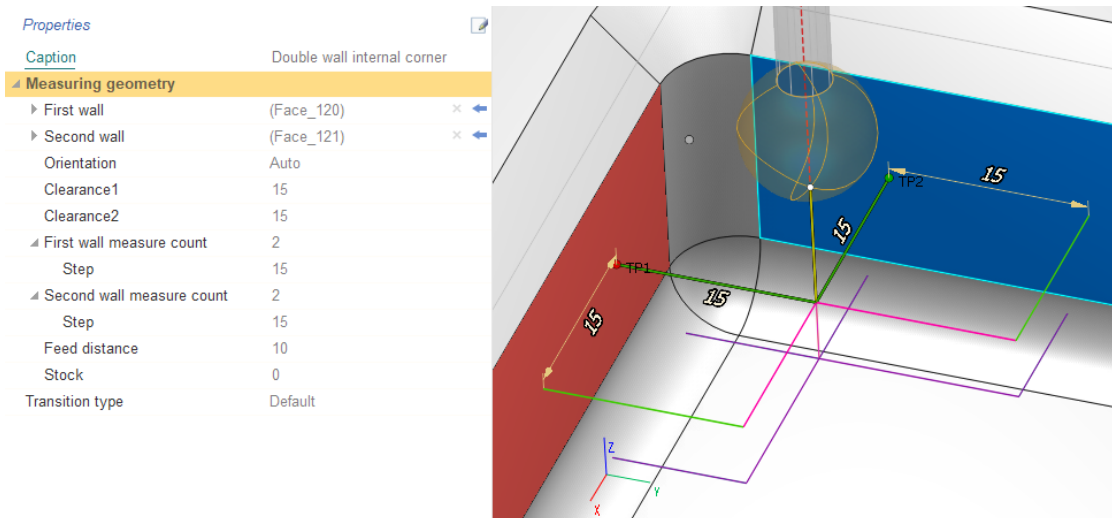 Properties
Caption Double wall internal corner
Measuring geometry
First wall (Face_120)
Second wall (Face_121)
Orientation Auto
Clearance1 15
Clearance2 15
First wall measure count 2
Step 15
Second wall measure count 2
Step 15
Feed distance 10
Stock 0
Transition type Default
15
TP2
15
TP1
15
15
Z
Y
X